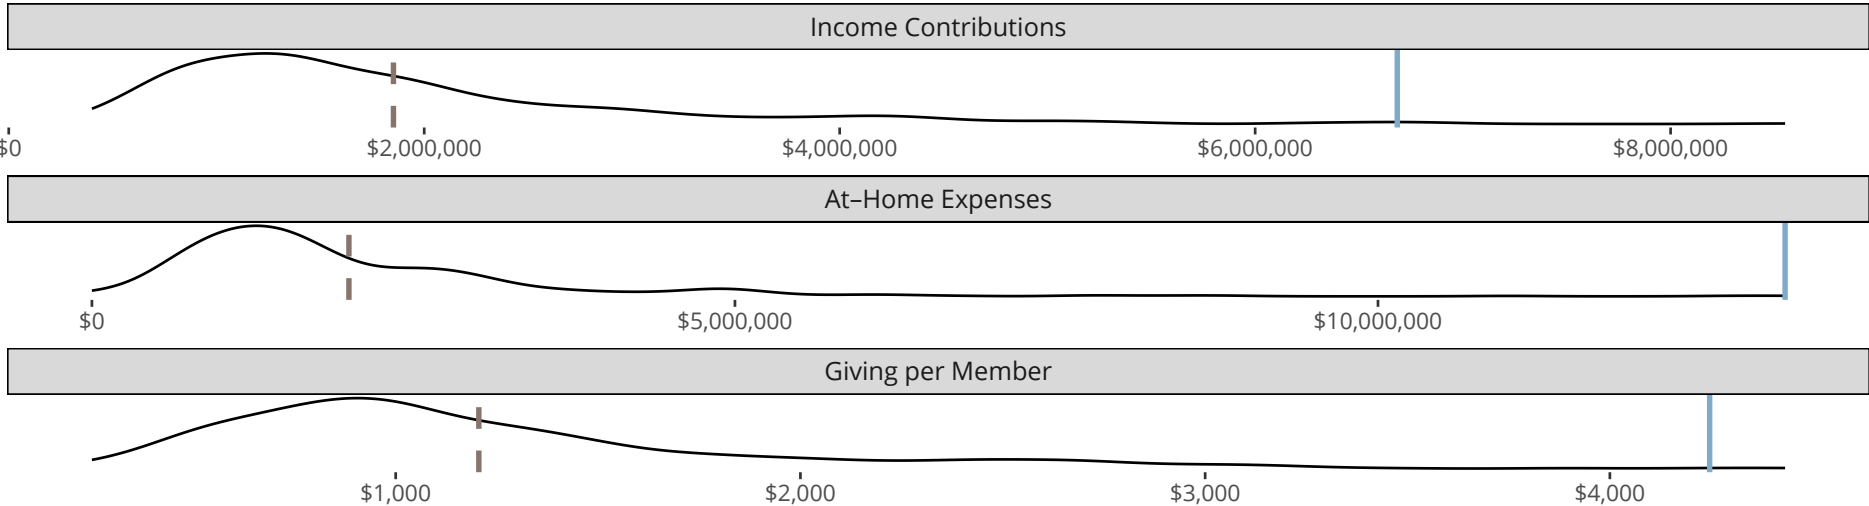 Income Contributions
$0 $2,000,000 $4,000,000 $6,000,000 $8,000,000
At–Home Expenses
$0 $5,000,000 $10,000,000
Giving per Member
$1,000 $2,000 $3,000 $4,000